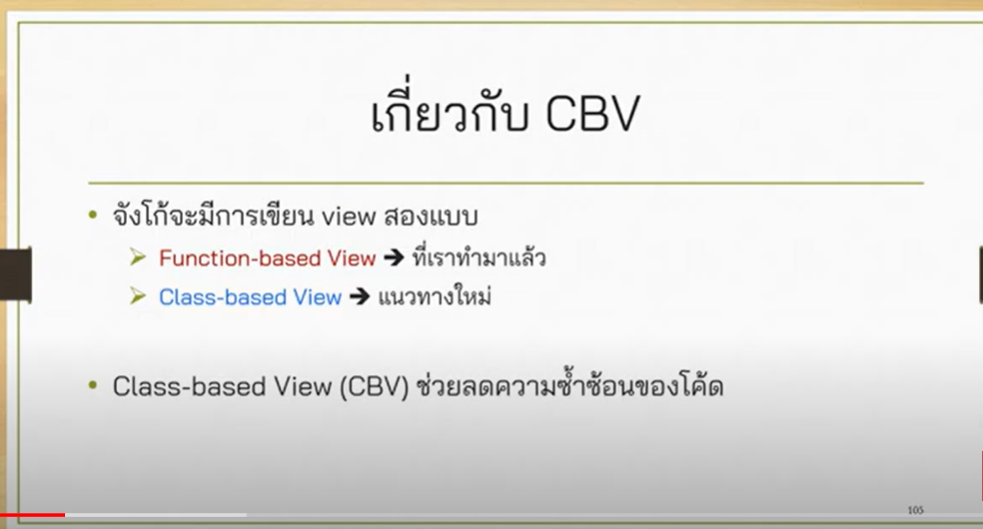 เกี่ยวกับ CBV
• จังโก้จะมีการเขียน view สองแบบ
➢ Function-based View ➔ ที่เราทำมาแล้ว
➢ Class-based View ➔ แนวทางใหม่
• Class-based View (CBV) ช่วยลดความซ้ำซ้อนของโค้ด
105